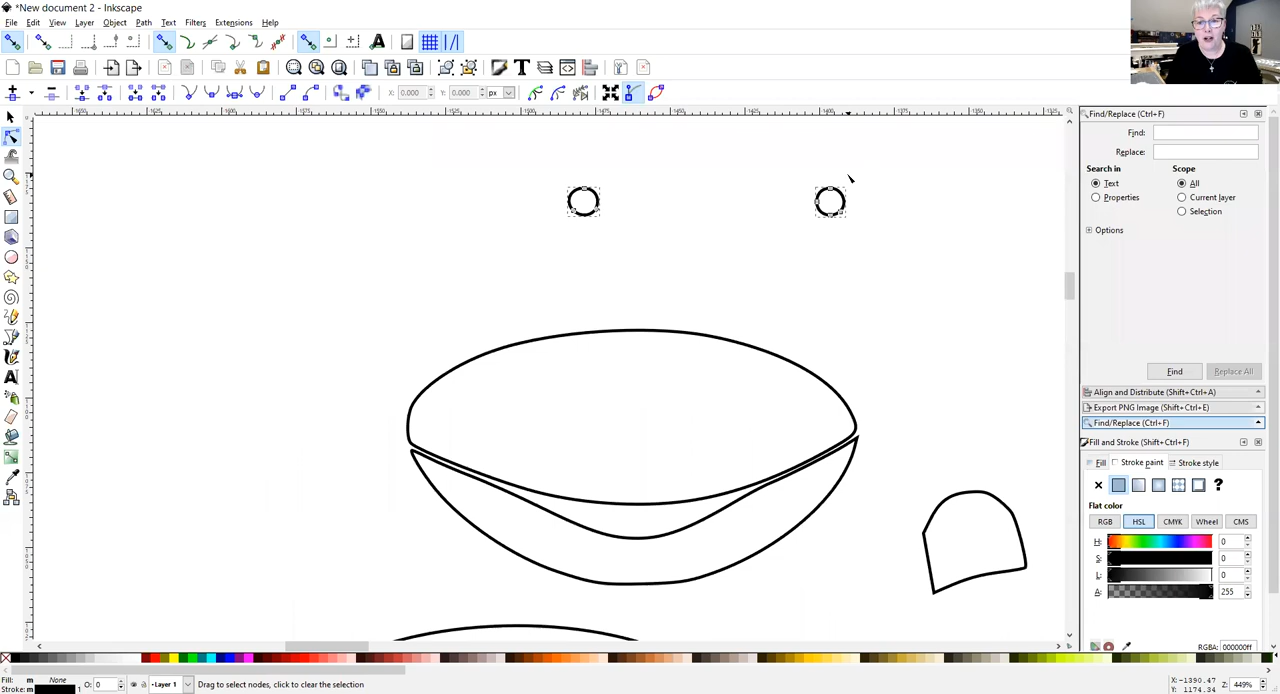 *New document 2 - Inkscape
File Edit View Layer Object Path Text Filters Extensions Help
X: 0.000 Y: 0.000 px
Find/Replace (Ctrl+F)
Find:
Replace:
Search in Scope
Text All
Properties Current layer
Selection
Options
Find Replace All
Align and Distribute (Shift+Ctrl+A)
Export PNG Image (Shift+Ctrl+E)
Find/Replace (Ctrl+F)
Fill and Stroke (Shift+Ctrl+F)
Fill Stroke paint Stroke style
Flat color
RGB HSL CMYK Wheel CMS
H: 0
S: 0
L: 0
A: 255
RGBA: 000000ff
Fill: m None
Stroke: m 1 O: 0 Layer 1 Drag to select nodes, click to clear the selection
X: -1390.47
Y: 1174.34 Z: 449%